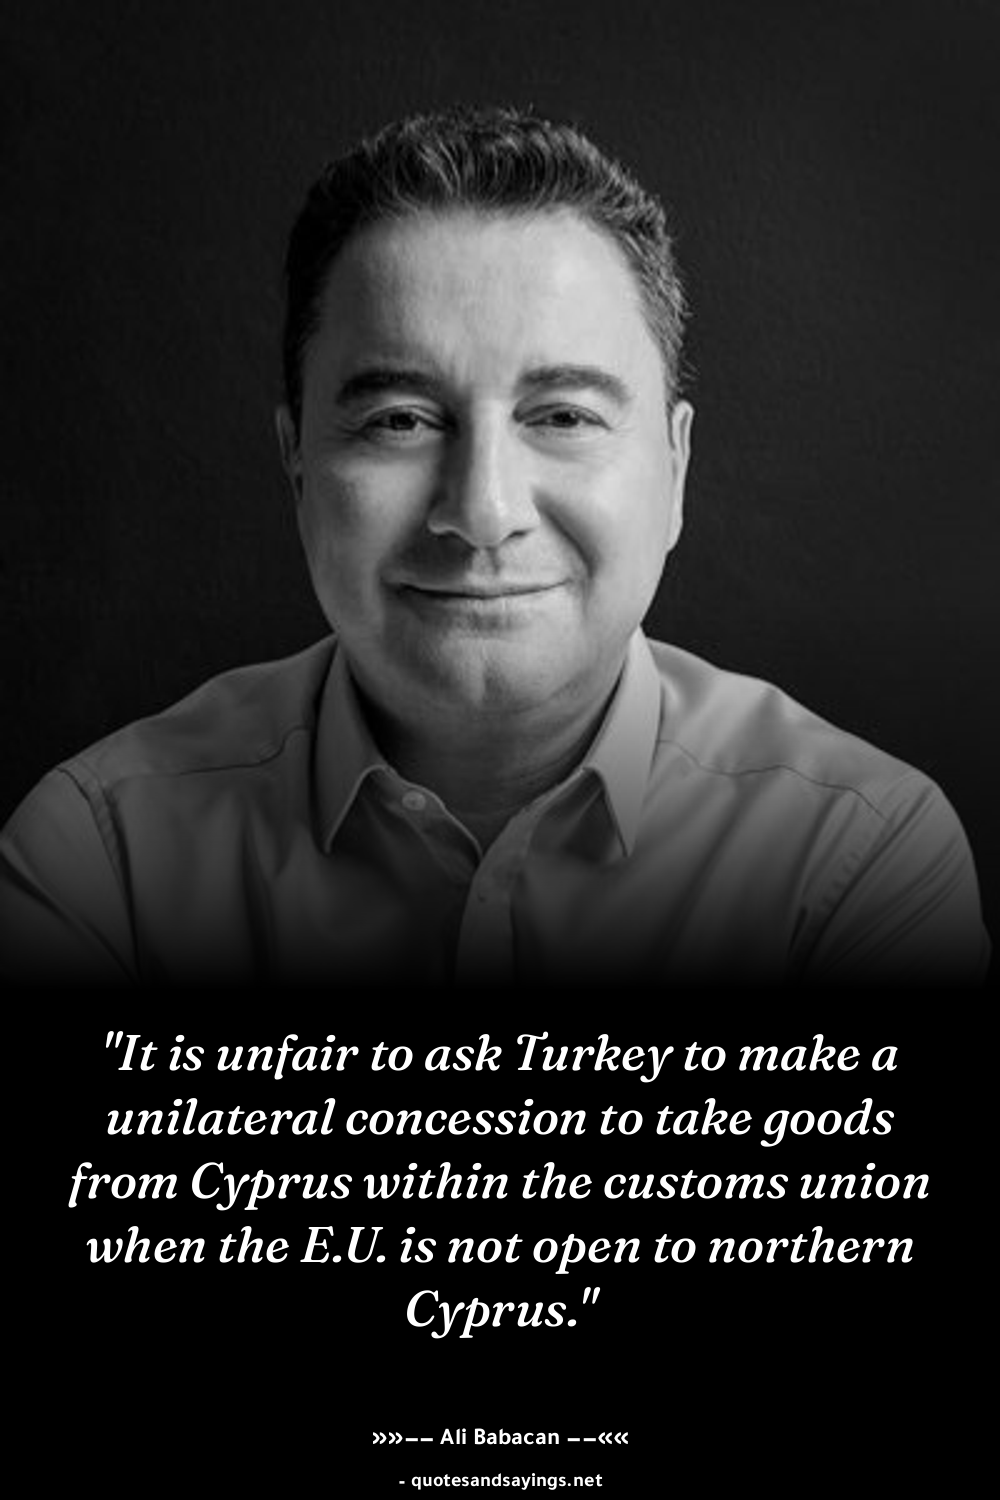 "It is unfair to ask Turkey to make a
unilateral concession to take goods
from Cyprus within the customs union
when the E.U. is not open to northern
Cyprus."
»»−− Ali Babacan −−««
- quotesandsayings.net